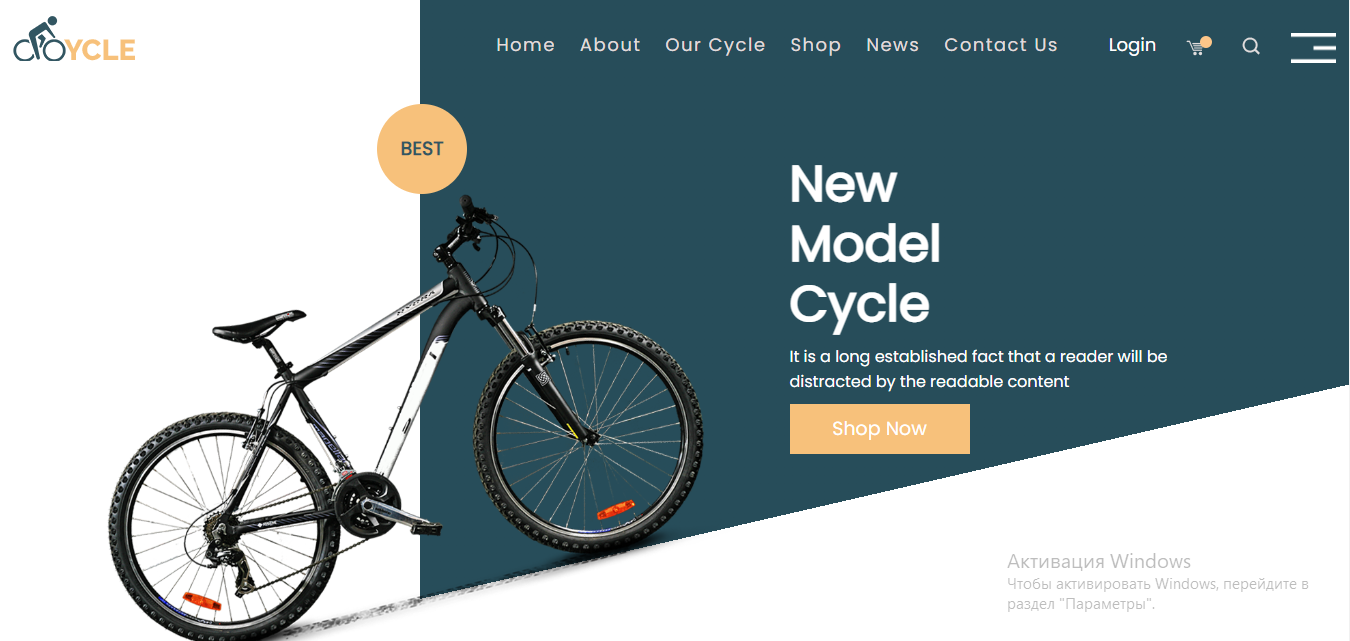 YCLE
Home About Our Cycle Shop News Contact Us Login
BEST
New
Model
Cycle
It is a long established fact that a reader will be
distracted by the readable content
Shop Now
Активация Windows
Чтобы активировать Windows, перейдите в
раздел "Параметры".